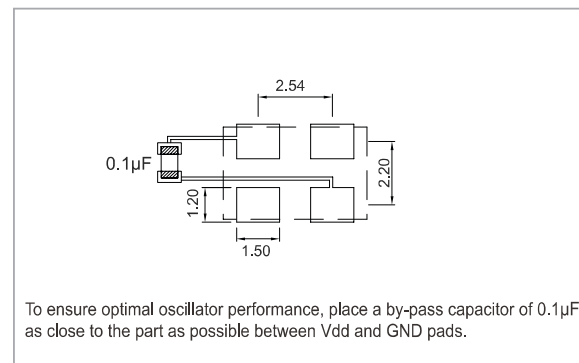 2.54
0.1µF
2.20
1.20
1.50
To ensure optimal oscillator performance, place a by-pass capacitor of 0.1µF
as close to the part as possible between Vdd and GND pads.